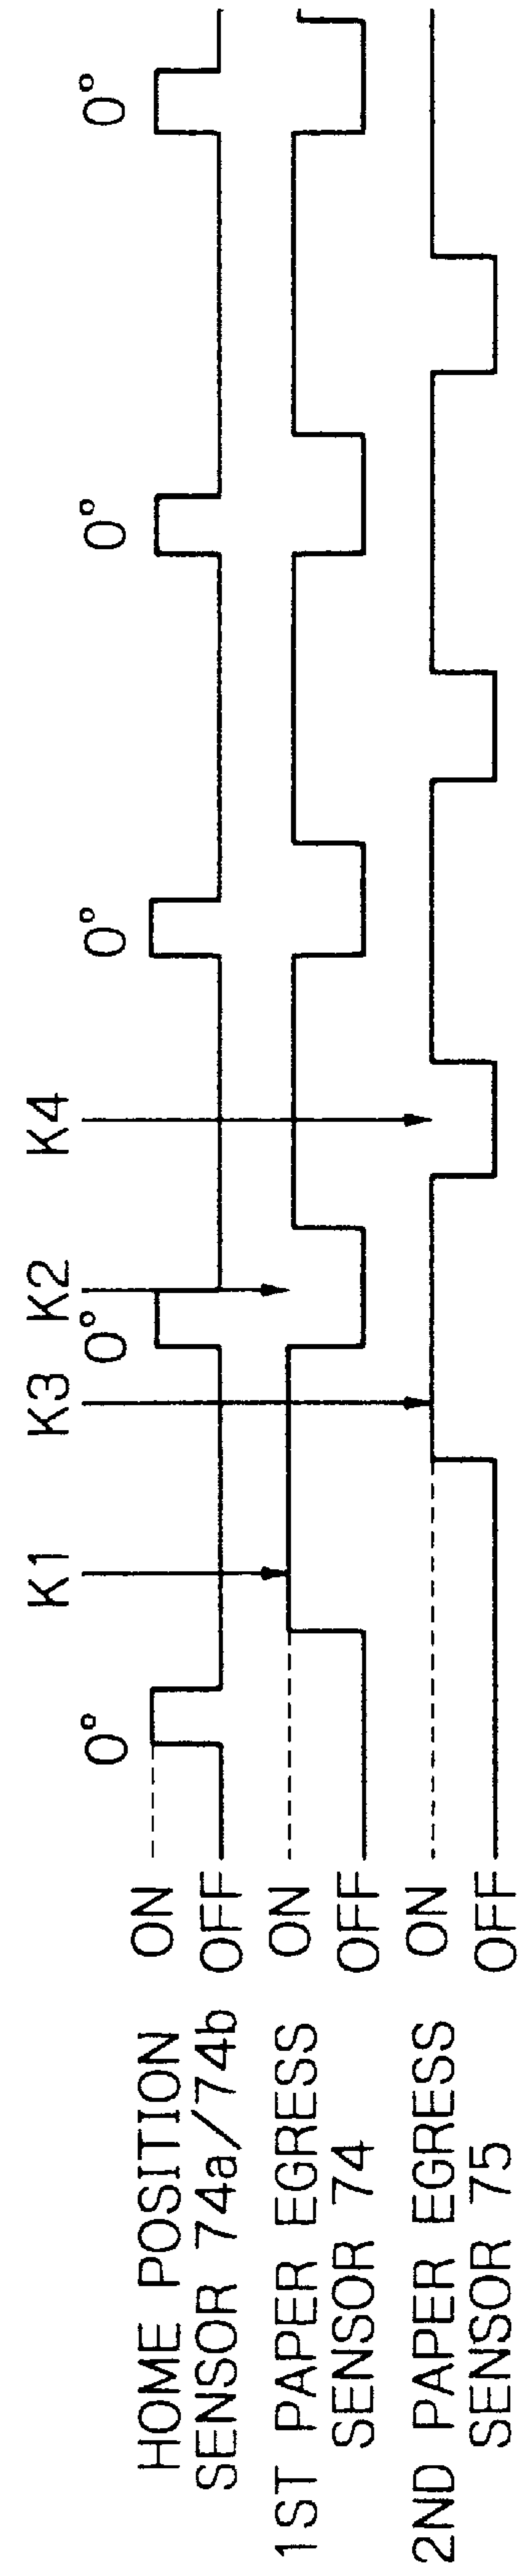 K1
K3
K2
K4
0°
0°
0°
0°
0°
HOME POSITION
SENSOR 74a/74b
ON
OFF
1ST PAPER EGRESS
SENSOR 74
ON
OFF
2ND PAPER EGRESS
SENSOR 75
ON
OFF